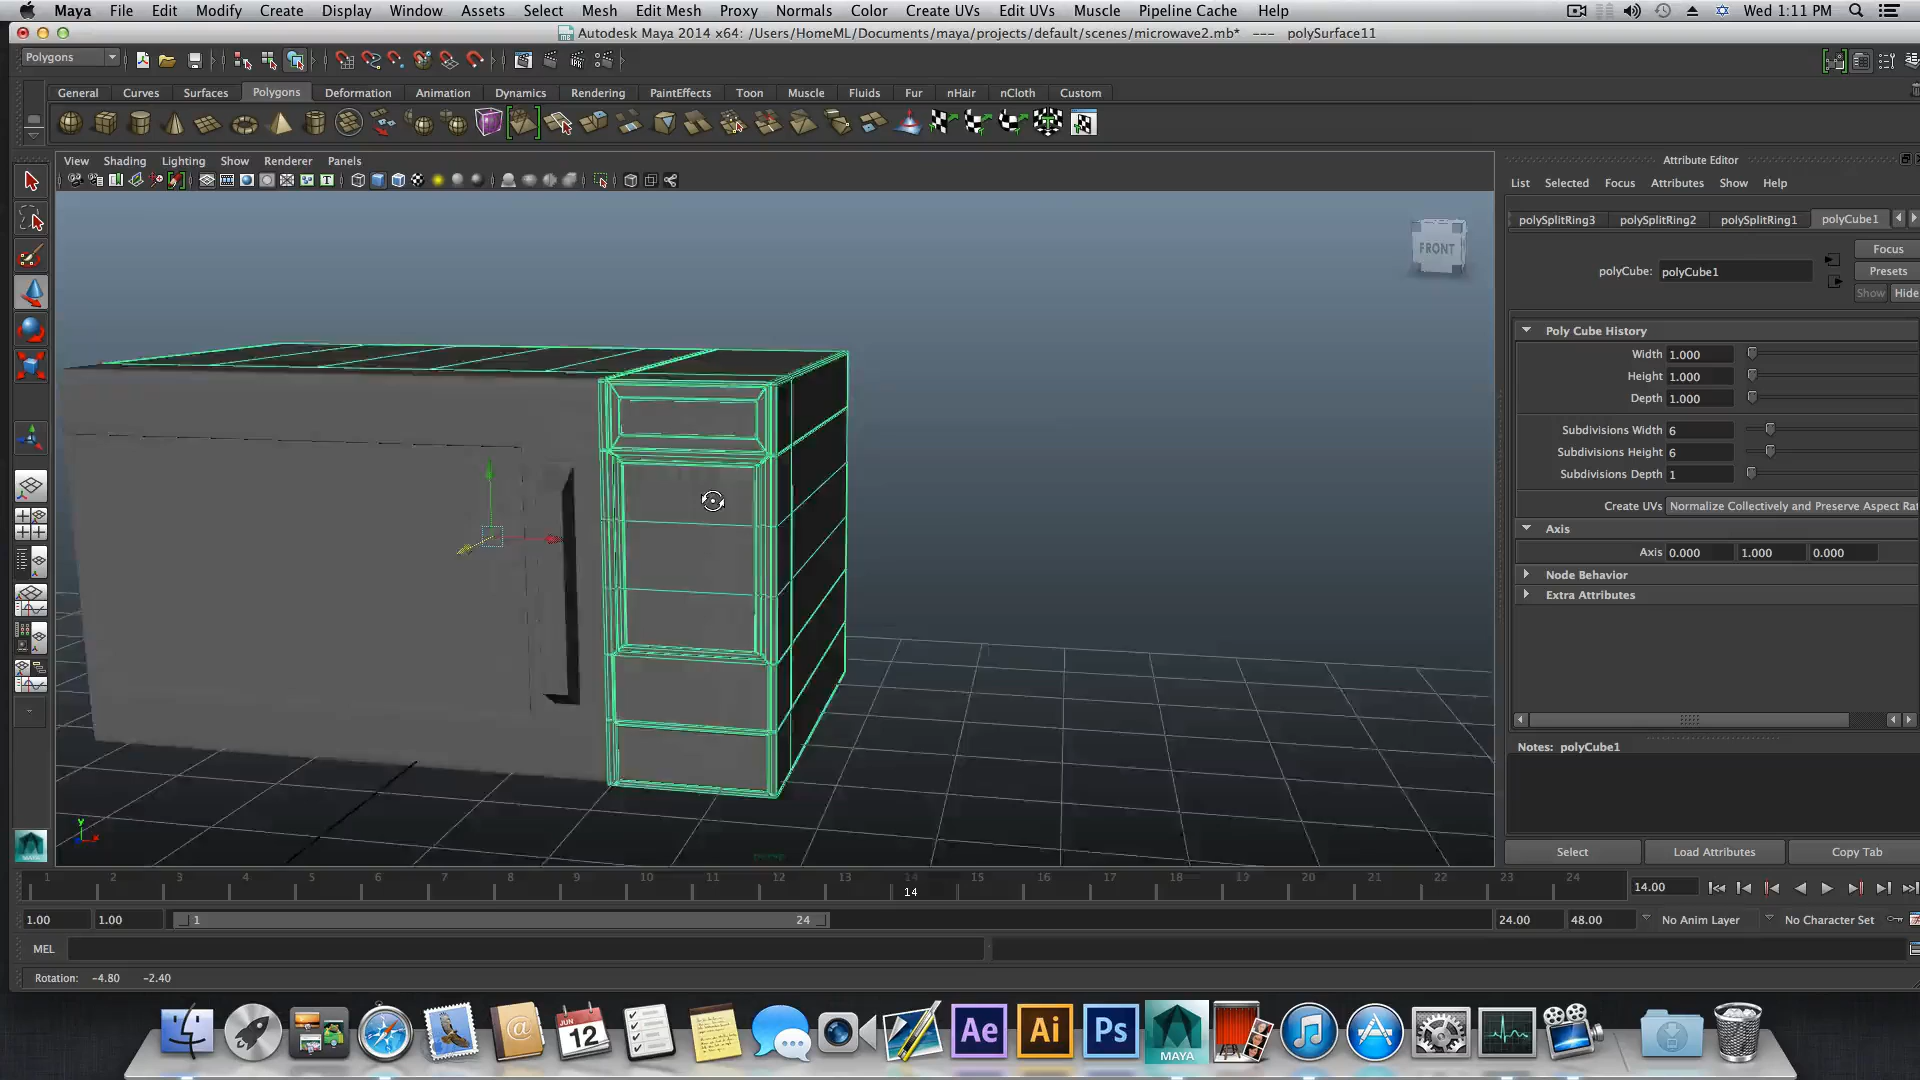 Maya File Edit Modify Create Display Window Assets Select Mesh Edit Mesh Proxy Normals Color Create UVs Edit UVs Muscle Pipeline Cache Help Wed 1:11 PM
Autodesk Maya 2014 x64: /Users/HomeML/Documents/maya/projects/default/scenes/microwave2.mb* --- polySurface11
Polygons
General Curves Surfaces Polygons Deformation Animation Dynamics Rendering PaintEffects Toon Muscle Fluids Fur nHair nCloth Custom
View Shading Lighting Show Renderer Panels
Attribute Editor
List Selected Focus Attributes Show Help
polySplitRing3 polySplitRing2 polySplitRing1 polyCube1
FRONT
Focus
polyCube: polyCube1
Presets
Show Hide
Poly Cube History
Width 1.000
Height 1.000
Depth 1.000
Subdivisions Width 6
Subdivisions Height 6
Subdivisions Depth 1
Create UVs Normalize Collectively and Preserve Aspect Rat
Axis
Axis 0.000 1.000 0.000
Node Behavior
Extra Attributes
Notes: polyCube1
y
x
persp
MAYA
Select Load Attributes Copy Tab
1 2 3 4 5 6 7 8 9 10 11 12 13 14 15 16 17 18 19 20 21 22 23 24
14
14.00
1.00 1.00 1 24 24.00 48.00 No Anim Layer No Character Set
MEL
Rotation: -4.80 -2.40
JUN
12
@
Ae Ai Ps
MAYA